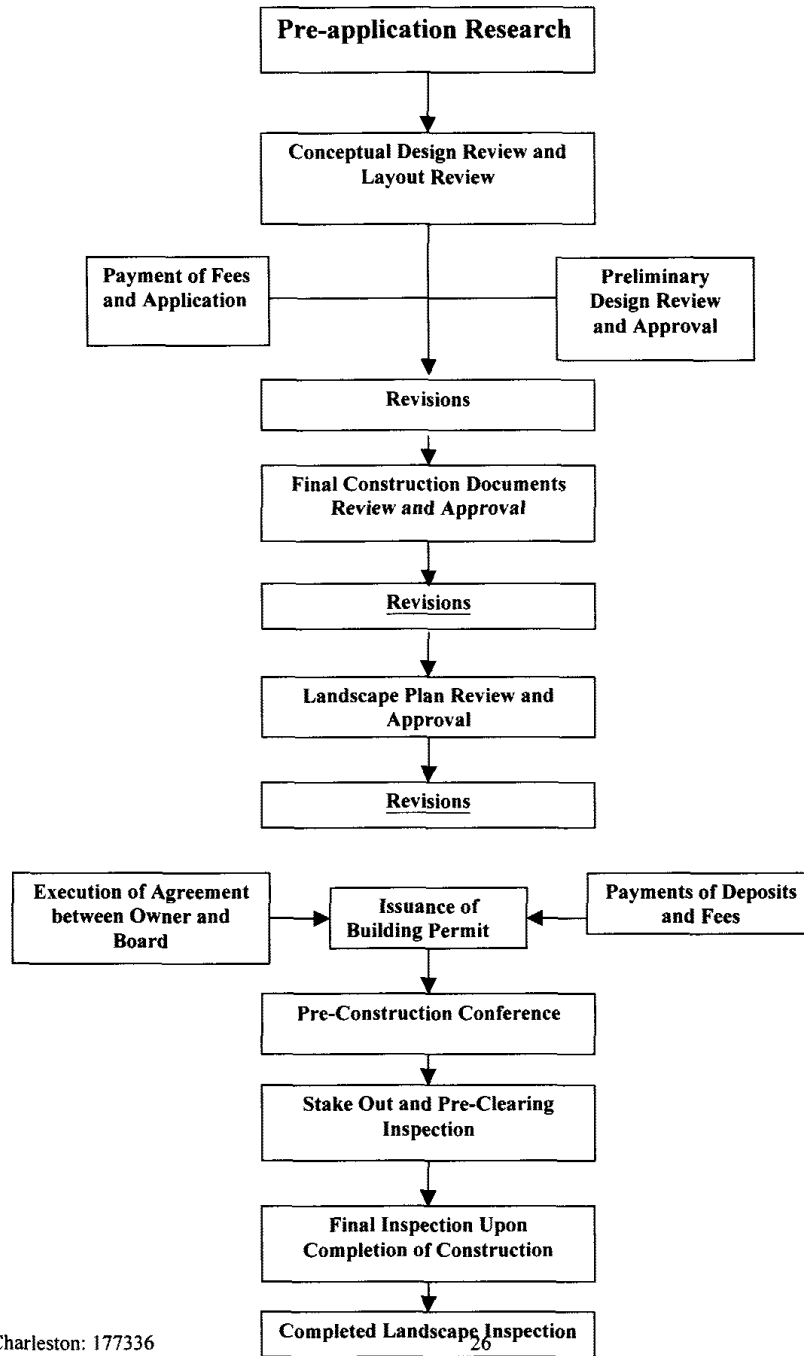 Pre-application Research
Conceptual Design Review and
Layout Review
Payment of Fees
and Application
Preliminary
Design Review
and Approval
Revisions
Final Construction Documents
Review and Approval
Revisions
Landscape Plan Review and
Approval
Revisions
Execution of Agreement
between Owner and
Board
Issuance of
Building Permit
Payments of Deposits
and Fees
Pre-Construction Conference
Stake Out and Pre-Clearing
Inspection
Final Inspection Upon
Completion of Construction
Completed Landscape Inspection
Charleston: 177336
26